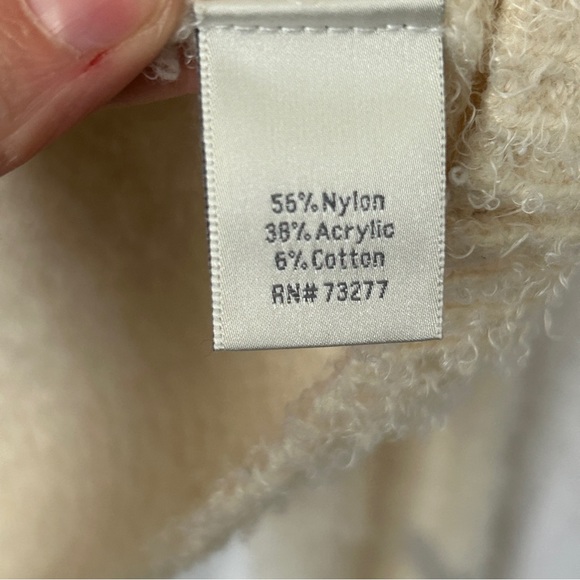 56% Nylon
38% Acrylic
6% Cotton
RN# 73277